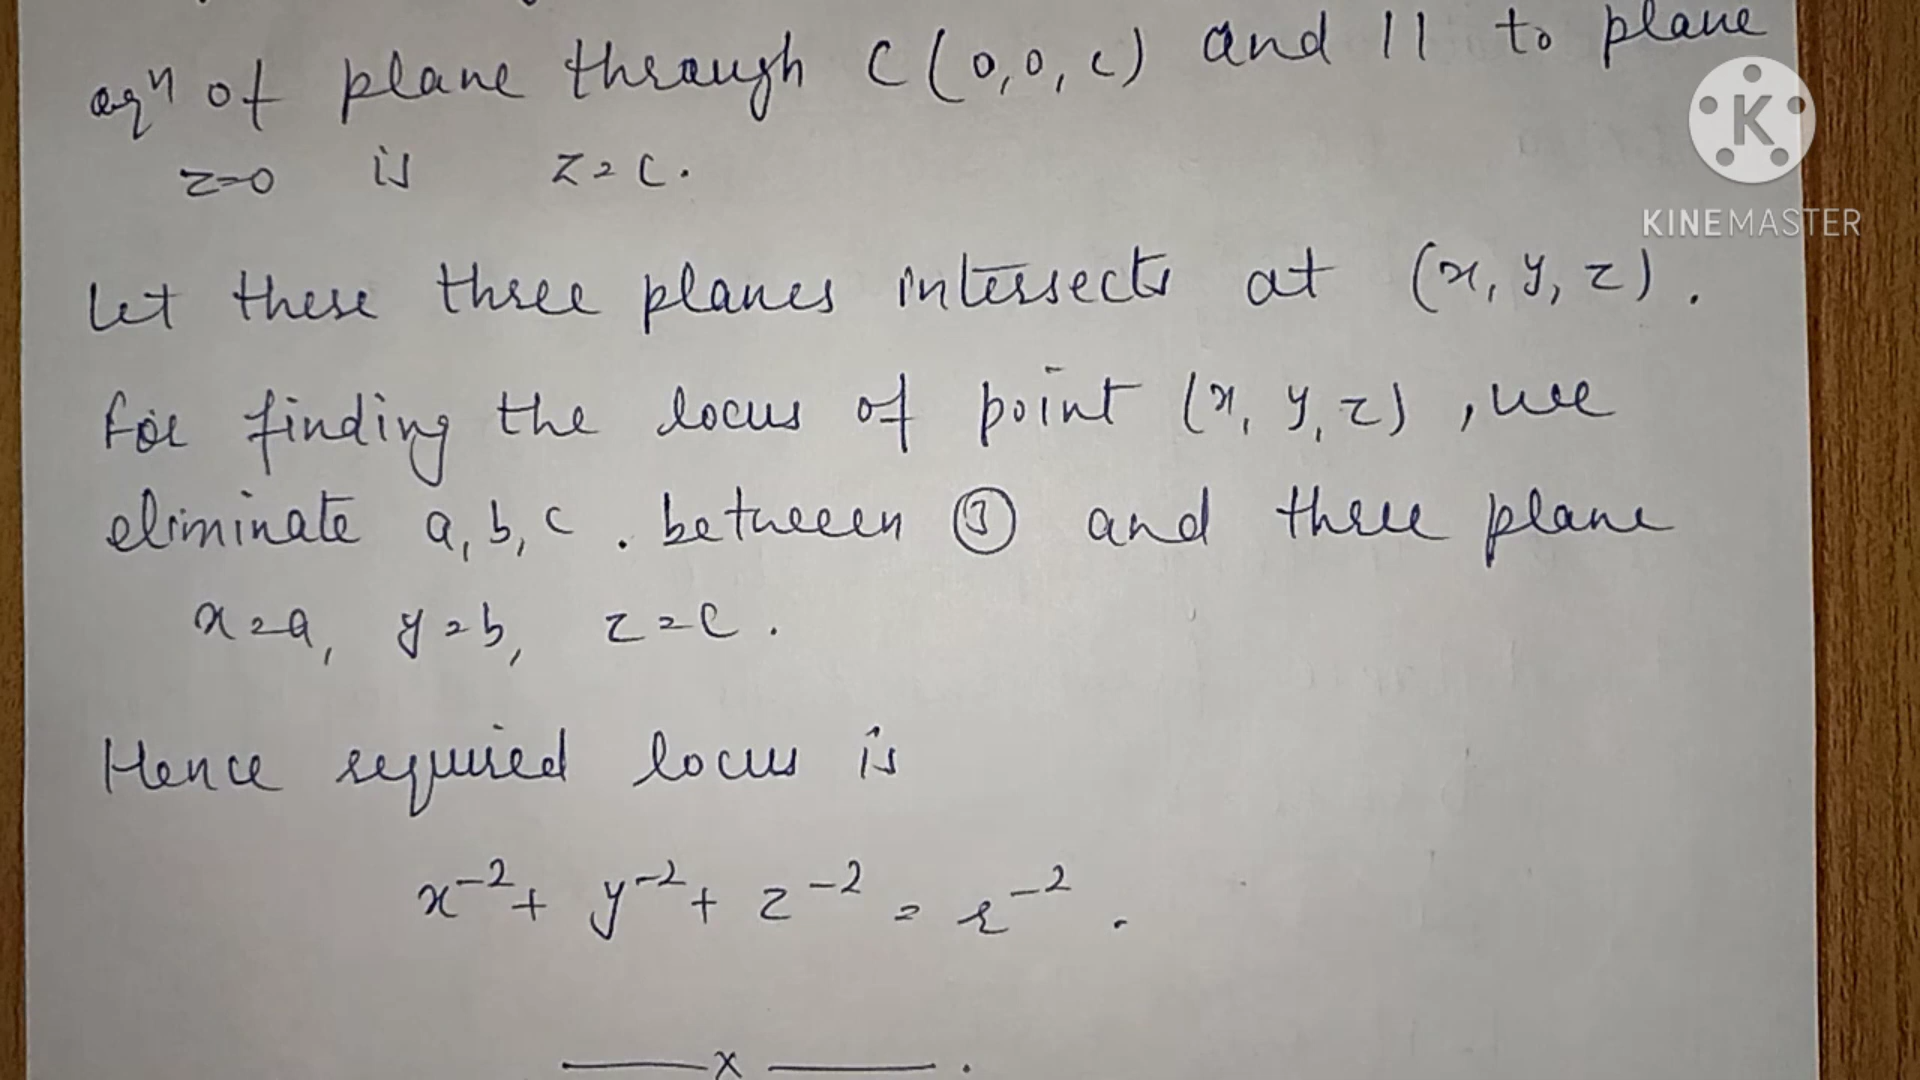 eqⁿ of plane through C(0,0,c) and || to plane
z=0 is z=c.
KINEMASTER
Let these three planes intersects at (x, y, z).
For finding the locus of point (x, y, z), we
eliminate a, b, c. between ③ and three plane
x=a, y=b, z=c.
Hence required locus is
x⁻² + y⁻² + z⁻² = r⁻².
—x—.